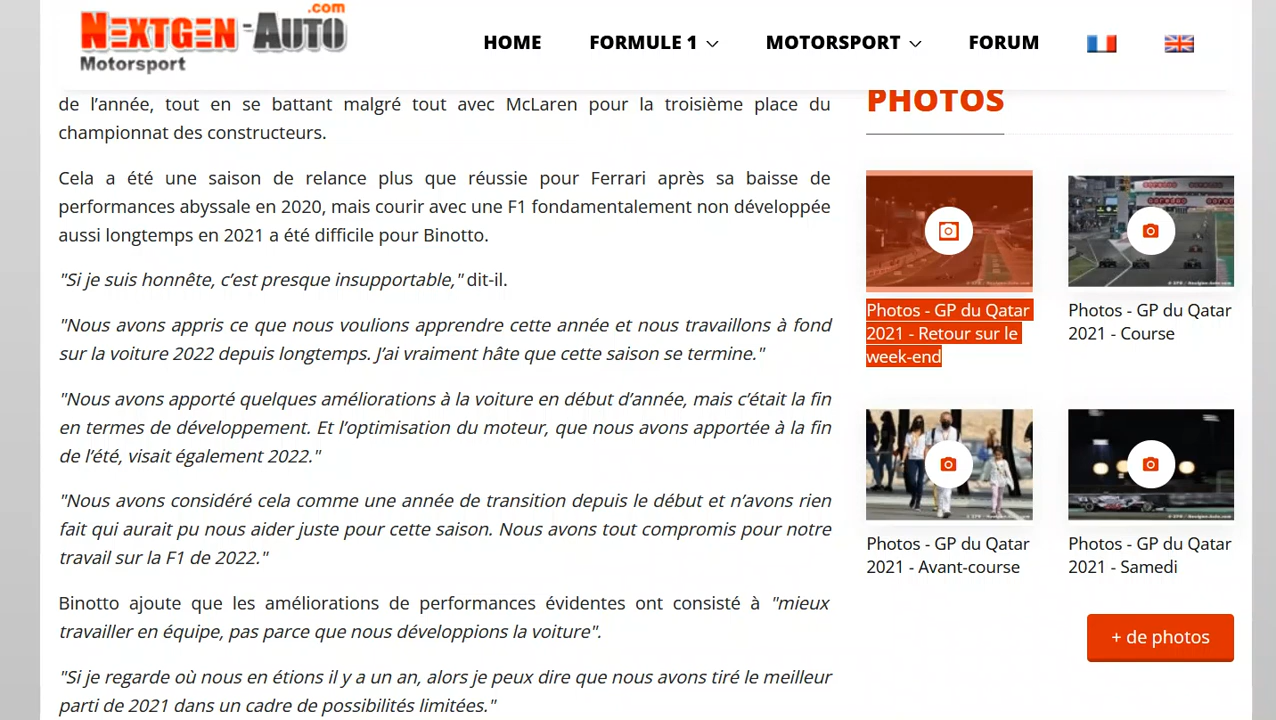 NEXTGEN-AUTO
.com
Motorsport
HOME
FORMULE 1
MOTORSPORT
FORUM
de l’année, tout en se battant malgré tout avec McLaren pour la troisième place du
championnat des constructeurs.
Cela a été une saison de relance plus que réussie pour Ferrari après sa baisse de
performances abyssale en 2020, mais courir avec une F1 fondamentalement non développée
aussi longtemps en 2021 a été difficile pour Binotto.
"Si je suis honnête, c’est presque insupportable," dit-il.
"Nous avons appris ce que nous voulions apprendre cette année et nous travaillons à fond
sur la voiture 2022 depuis longtemps. J’ai vraiment hâte que cette saison se termine."
"Nous avons apporté quelques améliorations à la voiture en début d’année, mais c’était la fin
en termes de développement. Et l’optimisation du moteur, que nous avons apportée à la fin
de l’été, visait également 2022."
"Nous avons considéré cela comme une année de transition depuis le début et n’avons rien
fait qui aurait pu nous aider juste pour cette saison. Nous avons tout compromis pour notre
travail sur la F1 de 2022."
Binotto ajoute que les améliorations de performances évidentes ont consisté à "mieux
travailler en équipe, pas parce que nous développions la voiture".
"Si je regarde où nous en étions il y a un an, alors je peux dire que nous avons tiré le meilleur
parti de 2021 dans un cadre de possibilités limitées."
PHOTOS
Photos - GP du Qatar
2021 - Retour sur le
week-end
Photos - GP du Qatar
2021 - Course
Photos - GP du Qatar
2021 - Avant-course
Photos - GP du Qatar
2021 - Samedi
+ de photos